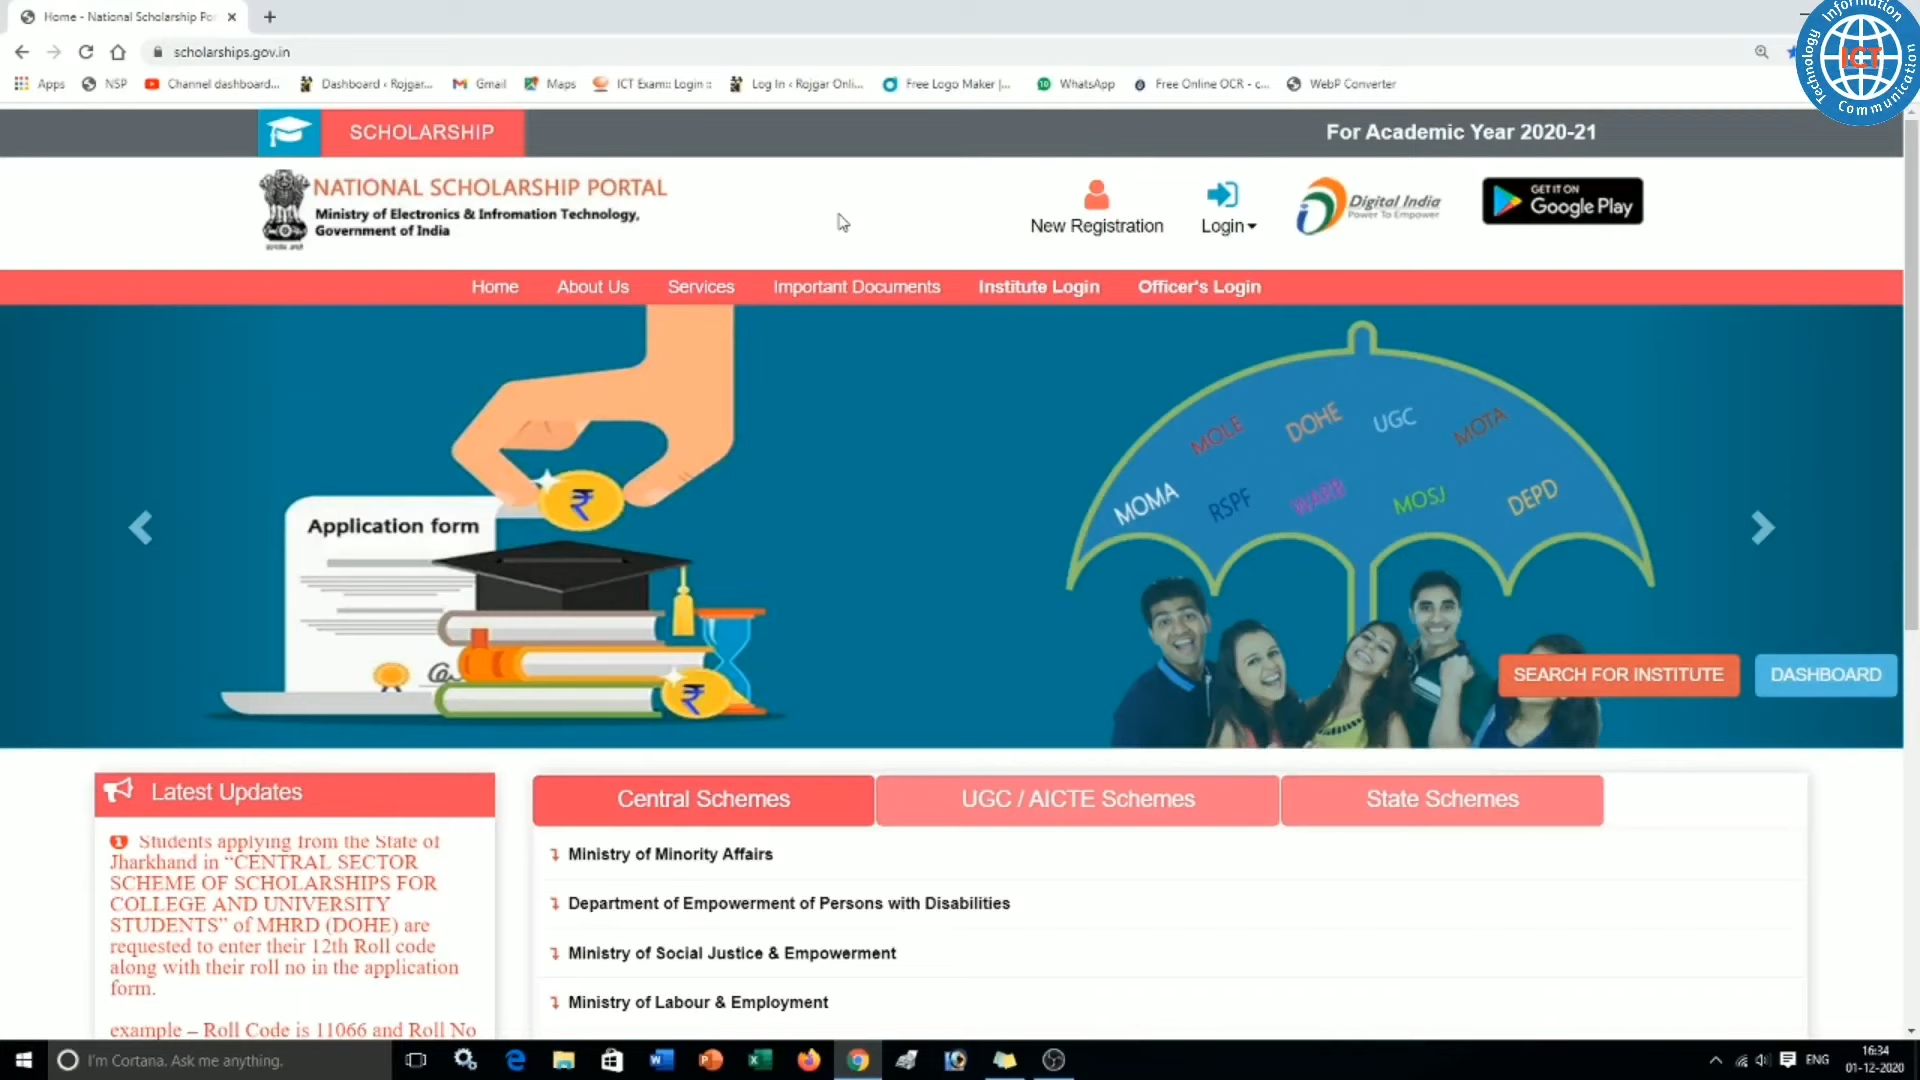 Home - National Scholarship Po
scholarships.gov.in
Apps
NSP
Channel dashboard...
Dashboard ‹ Rojgar...
Gmail
Maps
ICT Exam:: Login ::
Log In ‹ Rojgar Onli...
Free Logo Maker |...
WhatsApp
Free Online OCR - c...
WebP Converter
Information
Communication
Technology
ICT
SCHOLARSHIP
For Academic Year 2020-21
NATIONAL SCHOLARSHIP PORTAL
Ministry of Electronics & Infromation Technology,
Government of India
New Registration
Login
Digital India
Power To Empower
GET IT ON
Google Play
Home
About Us
Services
Important Documents
Institute Login
Officer's Login
Application form
₹
₹
MOLE
DOHE
UGC
MOTA
MOMA
RSPF
WARB
MOSJ
DEPD
SEARCH FOR INSTITUTE
DASHBOARD
Latest Updates
1 Students applying from the State of
Jharkhand in “CENTRAL SECTOR
SCHEME OF SCHOLARSHIPS FOR
COLLEGE AND UNIVERSITY
STUDENTS” of MHRD (DOHE) are
requested to enter their 12th Roll code
along with their roll no in the application
form.
example – Roll Code is 11066 and Roll No
Central Schemes
UGC / AICTE Schemes
State Schemes
Ministry of Minority Affairs
Department of Empowerment of Persons with Disabilities
Ministry of Social Justice & Empowerment
Ministry of Labour & Employment
I'm Cortana. Ask me anything.
ENG
16:34
01-12-2020